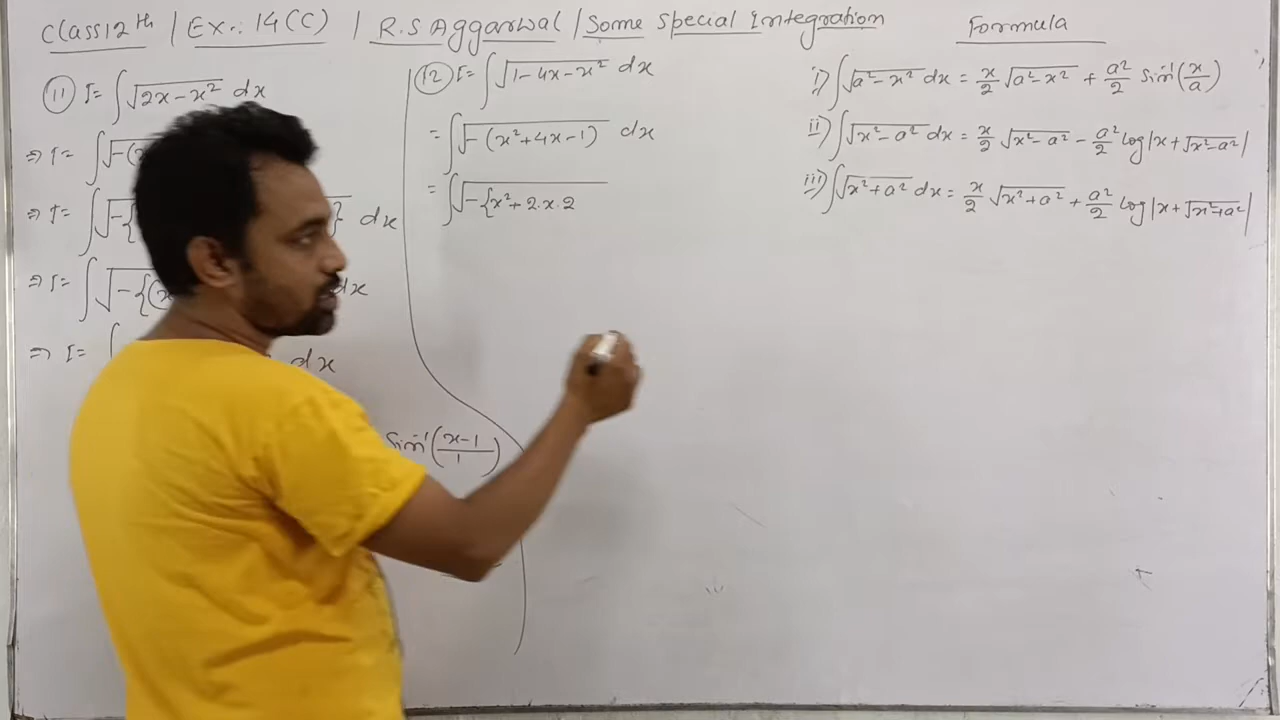 Class 12th / Ex:- 14(C) / R.S Aggarwal / Some Special Integration
(11) I = ∫√(2x-x²) dx
⇒ I = ∫√-(x
⇒ I = ∫√-{ } dx
⇒ I = ∫√-{(x dx
⇒ I = ∫ dx
Sin⁻¹((x-1)/1)
(12) I = ∫√(1-4x-x²) dx
= ∫√-(x²+4x-1) dx
= ∫√-{x²+2.x.2
Formula
i) ∫√(a²-x²) dx = x/2 √(a²-x²) + a²/2 Sin⁻¹(x/a)
ii) ∫√(x²-a²) dx = x/2 √(x²-a²) - a²/2 log|x+√(x²-a²)|
iii) ∫√(x²+a²) dx = x/2 √(x²+a²) + a²/2 log|x+√(x²+a²)|